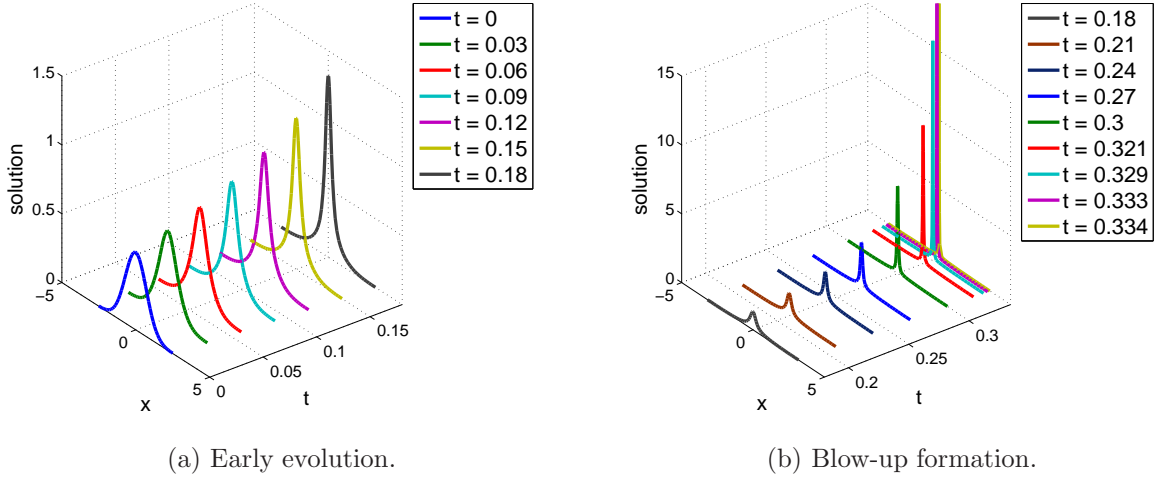 1.5
1
0.5
0
−5
0
5
0
0.05
0.1
0.15
solution
x
t
t = 0
t = 0.03
t = 0.06
t = 0.09
t = 0.12
t = 0.15
t = 0.18
(a) Early evolution.
15
10
5
0
−5
0
5
0.2
0.25
0.3
solution
x
t
t = 0.18
t = 0.21
t = 0.24
t = 0.27
t = 0.3
t = 0.321
t = 0.329
t = 0.333
t = 0.334
(b) Blow-up formation.